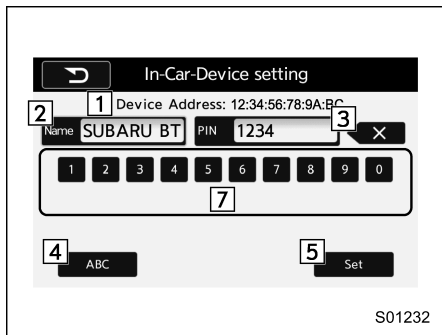 In-Car-Device setting
1 Device Address: 12:34:56:78:9A:BC
2 Name SUBARU BT PIN 1234 3 X
1 2 3 4 5 6 7 8 9 0
7
4 ABC 5 Set
S01232